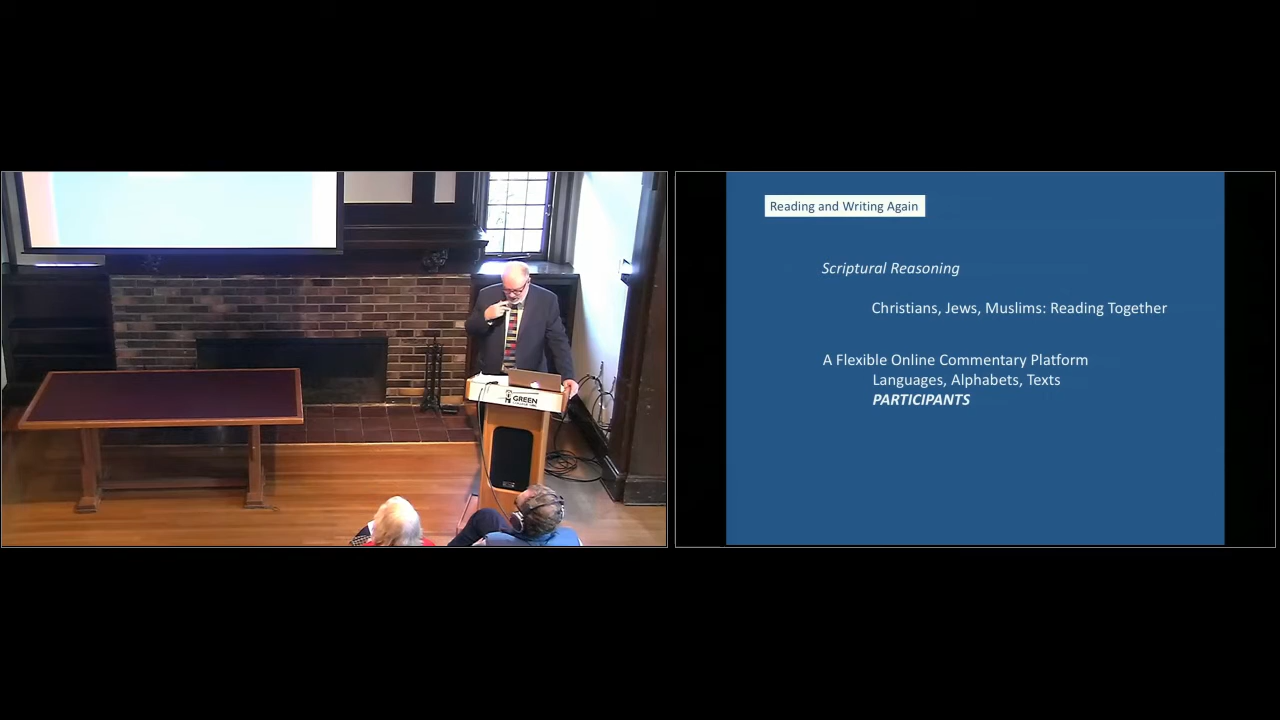 GREEN
Reading and Writing Again
Scriptural Reasoning
Christians, Jews, Muslims: Reading Together
A Flexible Online Commentary Platform
Languages, Alphabets, Texts
PARTICIPANTS